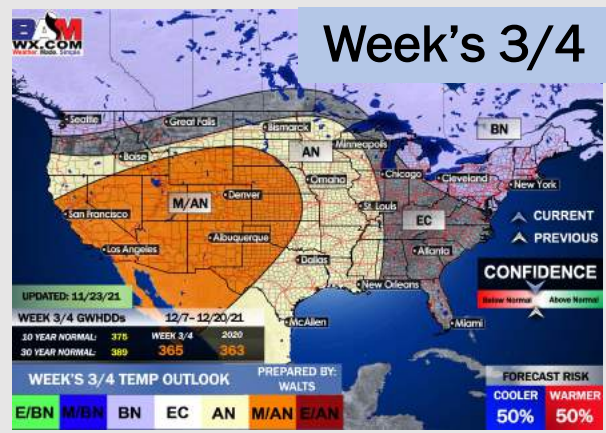 Week's 3/4
BAM
WX.COM
Weather. Made. Simple.
Seattle
Great Falls
Bismarck
BN
Boise
AN
Minneapolis
Omaha
Chicago
Cleveland
New York
M/AN
Denver
San Francisco
St. Louis
EC
CURRENT
PREVIOUS
Albuquerque
Los Angeles
Atlanta
Dallas
CONFIDENCE
Below Normal
Above Normal
New Orleans
UPDATED: 11/23/21
WEEK 3/4 GWHDDs 12/7-12/20/21
10 YEAR NORMAL: 375 WEEK 3/4 2020
30 YEAR NORMAL: 389 365 363
McAllen
Miami
WEEK'S 3/4 TEMP OUTLOOK
PREPARED BY:
WALTS
FORECAST RISK
COOLER WARMER
50% 50%
E/BN M/BN BN EC AN M/AN E/AN